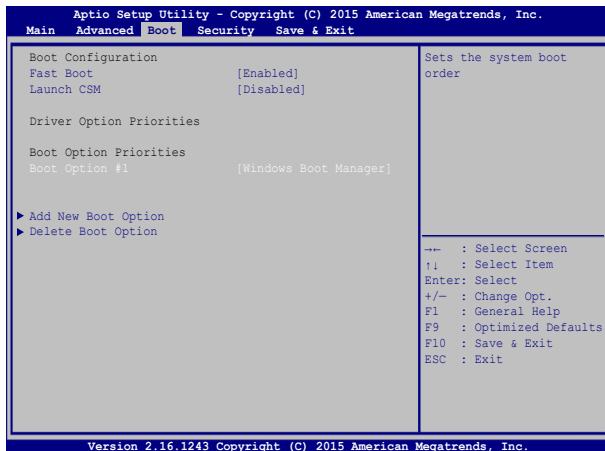 Aptio Setup Utility - Copyright (C) 2015 American Megatrends, Inc.
Main Advanced Boot Security Save & Exit
Boot Configuration
Fast Boot [Enabled]
Launch CSM [Disabled]
Driver Option Priorities
Boot Option Priorities
Boot Option #1 [Windows Boot Manager]
Add New Boot Option
Delete Boot Option
Sets the system boot
order
→← : Select Screen
↑↓ : Select Item
Enter: Select
+/— : Change Opt.
F1 : General Help
F9 : Optimized Defaults
F10 : Save & Exit
ESC : Exit
Version 2.16.1243 Copyright (C) 2015 American Megatrends, Inc.